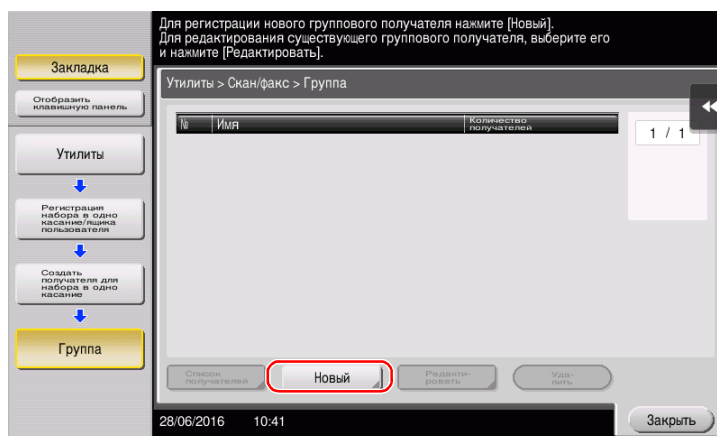 Для регистрации нового группового получателя нажмите [Новый].
Для редактирования существующего группового получателя, выберите его
и нажмите [Редактировать].
Закладка
Отобразить
клавишную панель
Утилиты
Регистрация
набора в одно
касание/ящика
пользователя
Создать
получателя для
набора в одно
касание
Группа
Утилиты > Скан/факс > Группа
№ Имя Количество
получателей
1 / 1
Список
получателей
Новый
Редакти-
ровать
Уда-
лить
28/06/2016 10:41
Закрыть